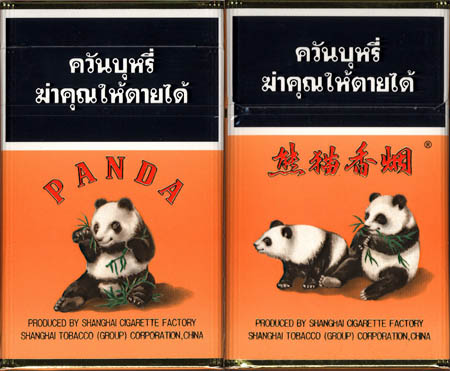 ควันบุหรี่
ฆ่าคุณให้ตายได้
PANDA
PRODUCED BY SHANGHAI CIGARETTE FACTORY
SHANGHAI TOBACCO (GROUP) CORPORATION,CHINA
ควันบุหรี่
ฆ่าคุณให้ตายได้
熊猫香烟®
PRODUCED BY SHANGHAI CIGARETTE FACTORY
SHANGHAI TOBACCO (GROUP) CORPORATION,CHINA